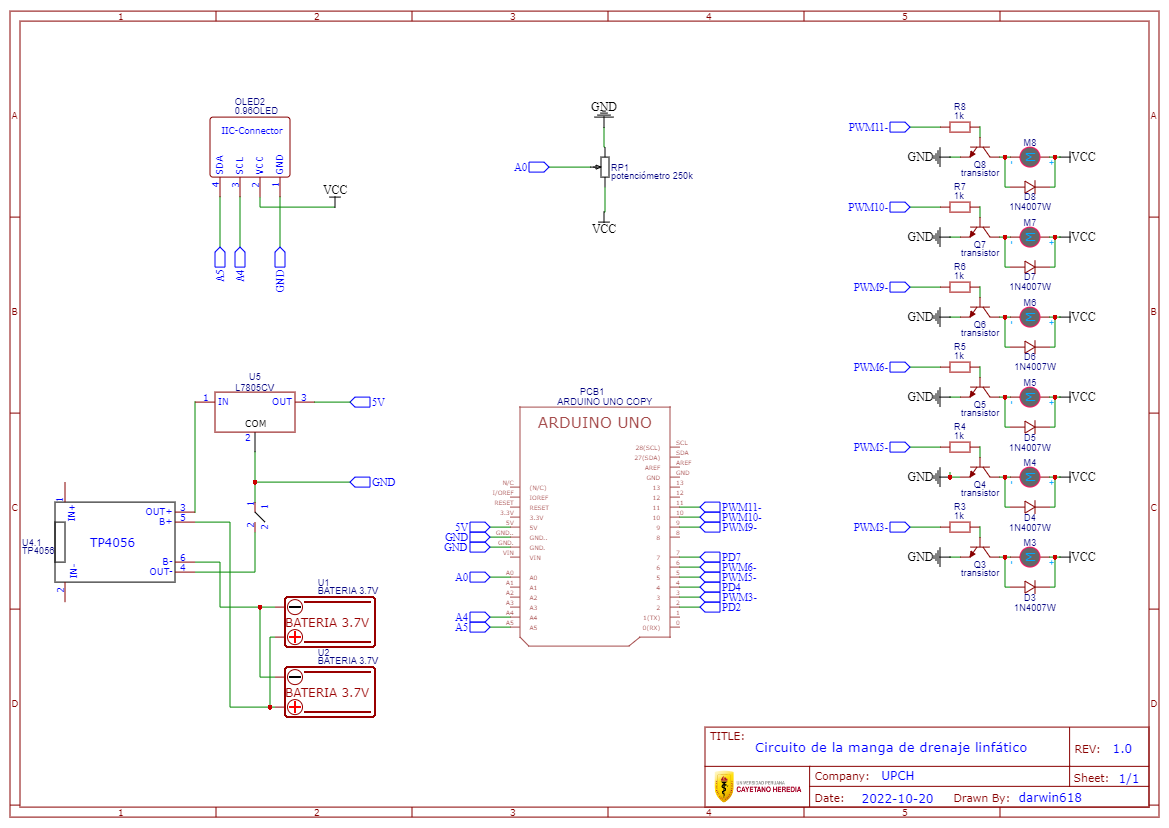 1 2 3 4 5
A
B
C
D
A
B
C
D
1 2 3 4 5
OLED2
0.96OLED
IIC-Connector
SDA SCL VCC GND
4 3 2 1
VCC
A5 A4 GND
GND
A0
RP1
potenciómetro 250k
VCC
R8
1k
PWM11-
GND
Q8
transistor
M8
M
- +
VCC
D8
1N4007W
R7
1k
PWM10-
GND
Q7
transistor
M7
M
- +
VCC
D7
1N4007W
R6
1k
PWM9-
GND
Q6
transistor
M6
M
- +
VCC
D6
1N4007W
R5
1k
PWM6-
GND
Q5
transistor
M5
M
- +
VCC
D5
1N4007W
R4
1k
PWM5-
GND
Q4
transistor
M4
M
- +
VCC
D4
1N4007W
R3
1k
PWM3-
GND
Q3
transistor
M3
M
- +
VCC
D3
1N4007W
U5
L7805CV
1 IN OUT 3
COM
2
5V
GND
1 1
2 2
U4.1
TP4056
TP4056
1 IN+
2 IN-
OUT+ 3
B+ 5
B- 6
OUT- 4
U1
BATERIA 3.7V
BATERIA 3.7V
U2
BATERIA 3.7V
BATERIA 3.7V
PCB1
ARDUINO UNO COPY
ARDUINO UNO
N/C (N/C)
I/OREF IOREF
RESET RESET
3.3V 3.3V
5V 5V 5V
GND GND.. GND..
GND GND. GND.
VIN VIN
A0 A0 A0
A1 A1
A2 A2
A3 A3
A4 A4 A4
A5 A5 A5
28(SCL) SCL
27(SDA) SDA
AREF AREF
GND GND
13 13
12 12
11 11 PWM11-
10 10 PWM10-
9 9 PWM9-
8 8
7 7 PD7
6 6 PWM6-
5 5 PWM5-
4 4 PD4
3 3 PWM3-
2 2 PD2
1(TX) 1
0(RX) 0
TITLE:
Circuito de la manga de drenaje linfático
REV: 1.0
UNIVERSIDAD PERUANA
CAYETANO HEREDIA
Company: UPCH
Sheet: 1/1
Date: 2022-10-20 Drawn By: darwin618